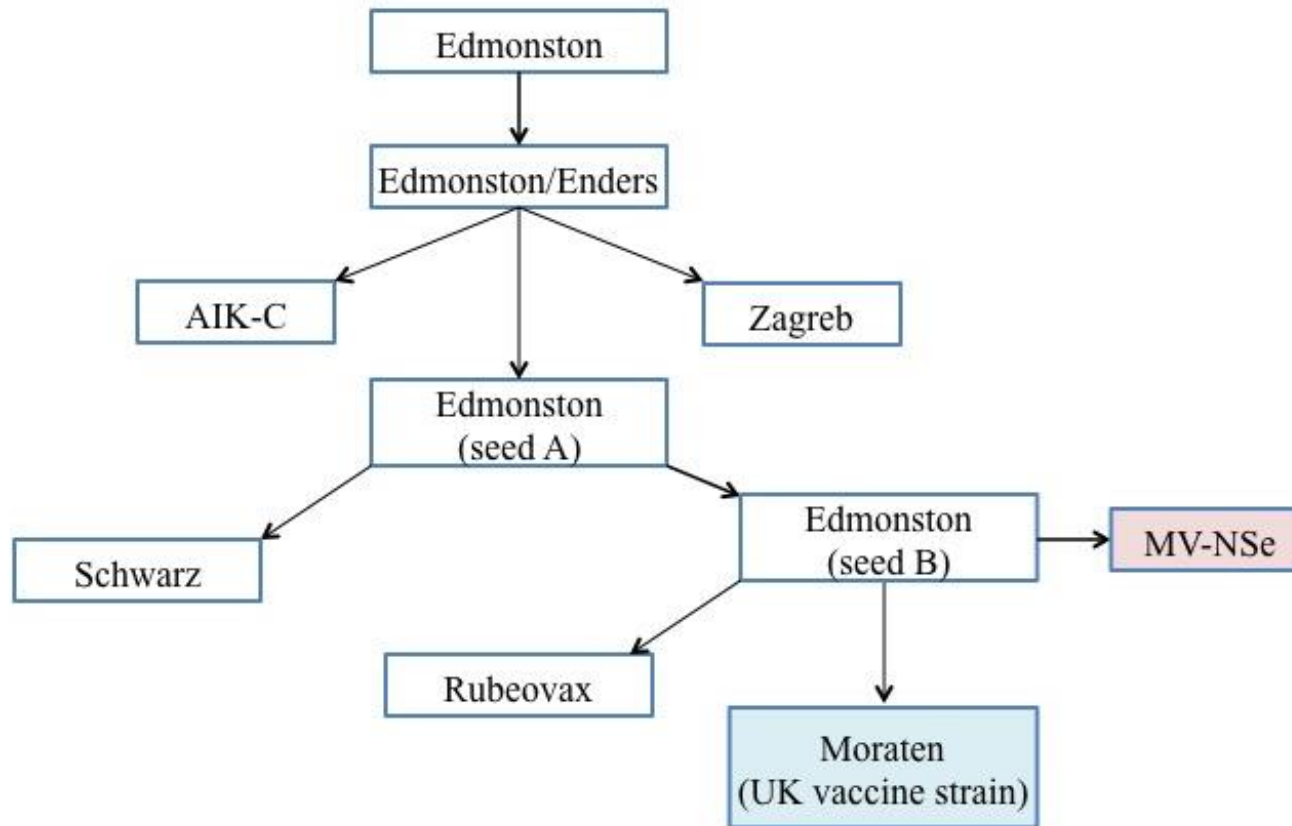 Edmonston
Edmonston/Enders
AIK-C
Zagreb
Edmonston
(seed A)
Schwarz
Edmonston
(seed B)
MV-NSe
Rubeovax
Moraten
(UK vaccine strain)